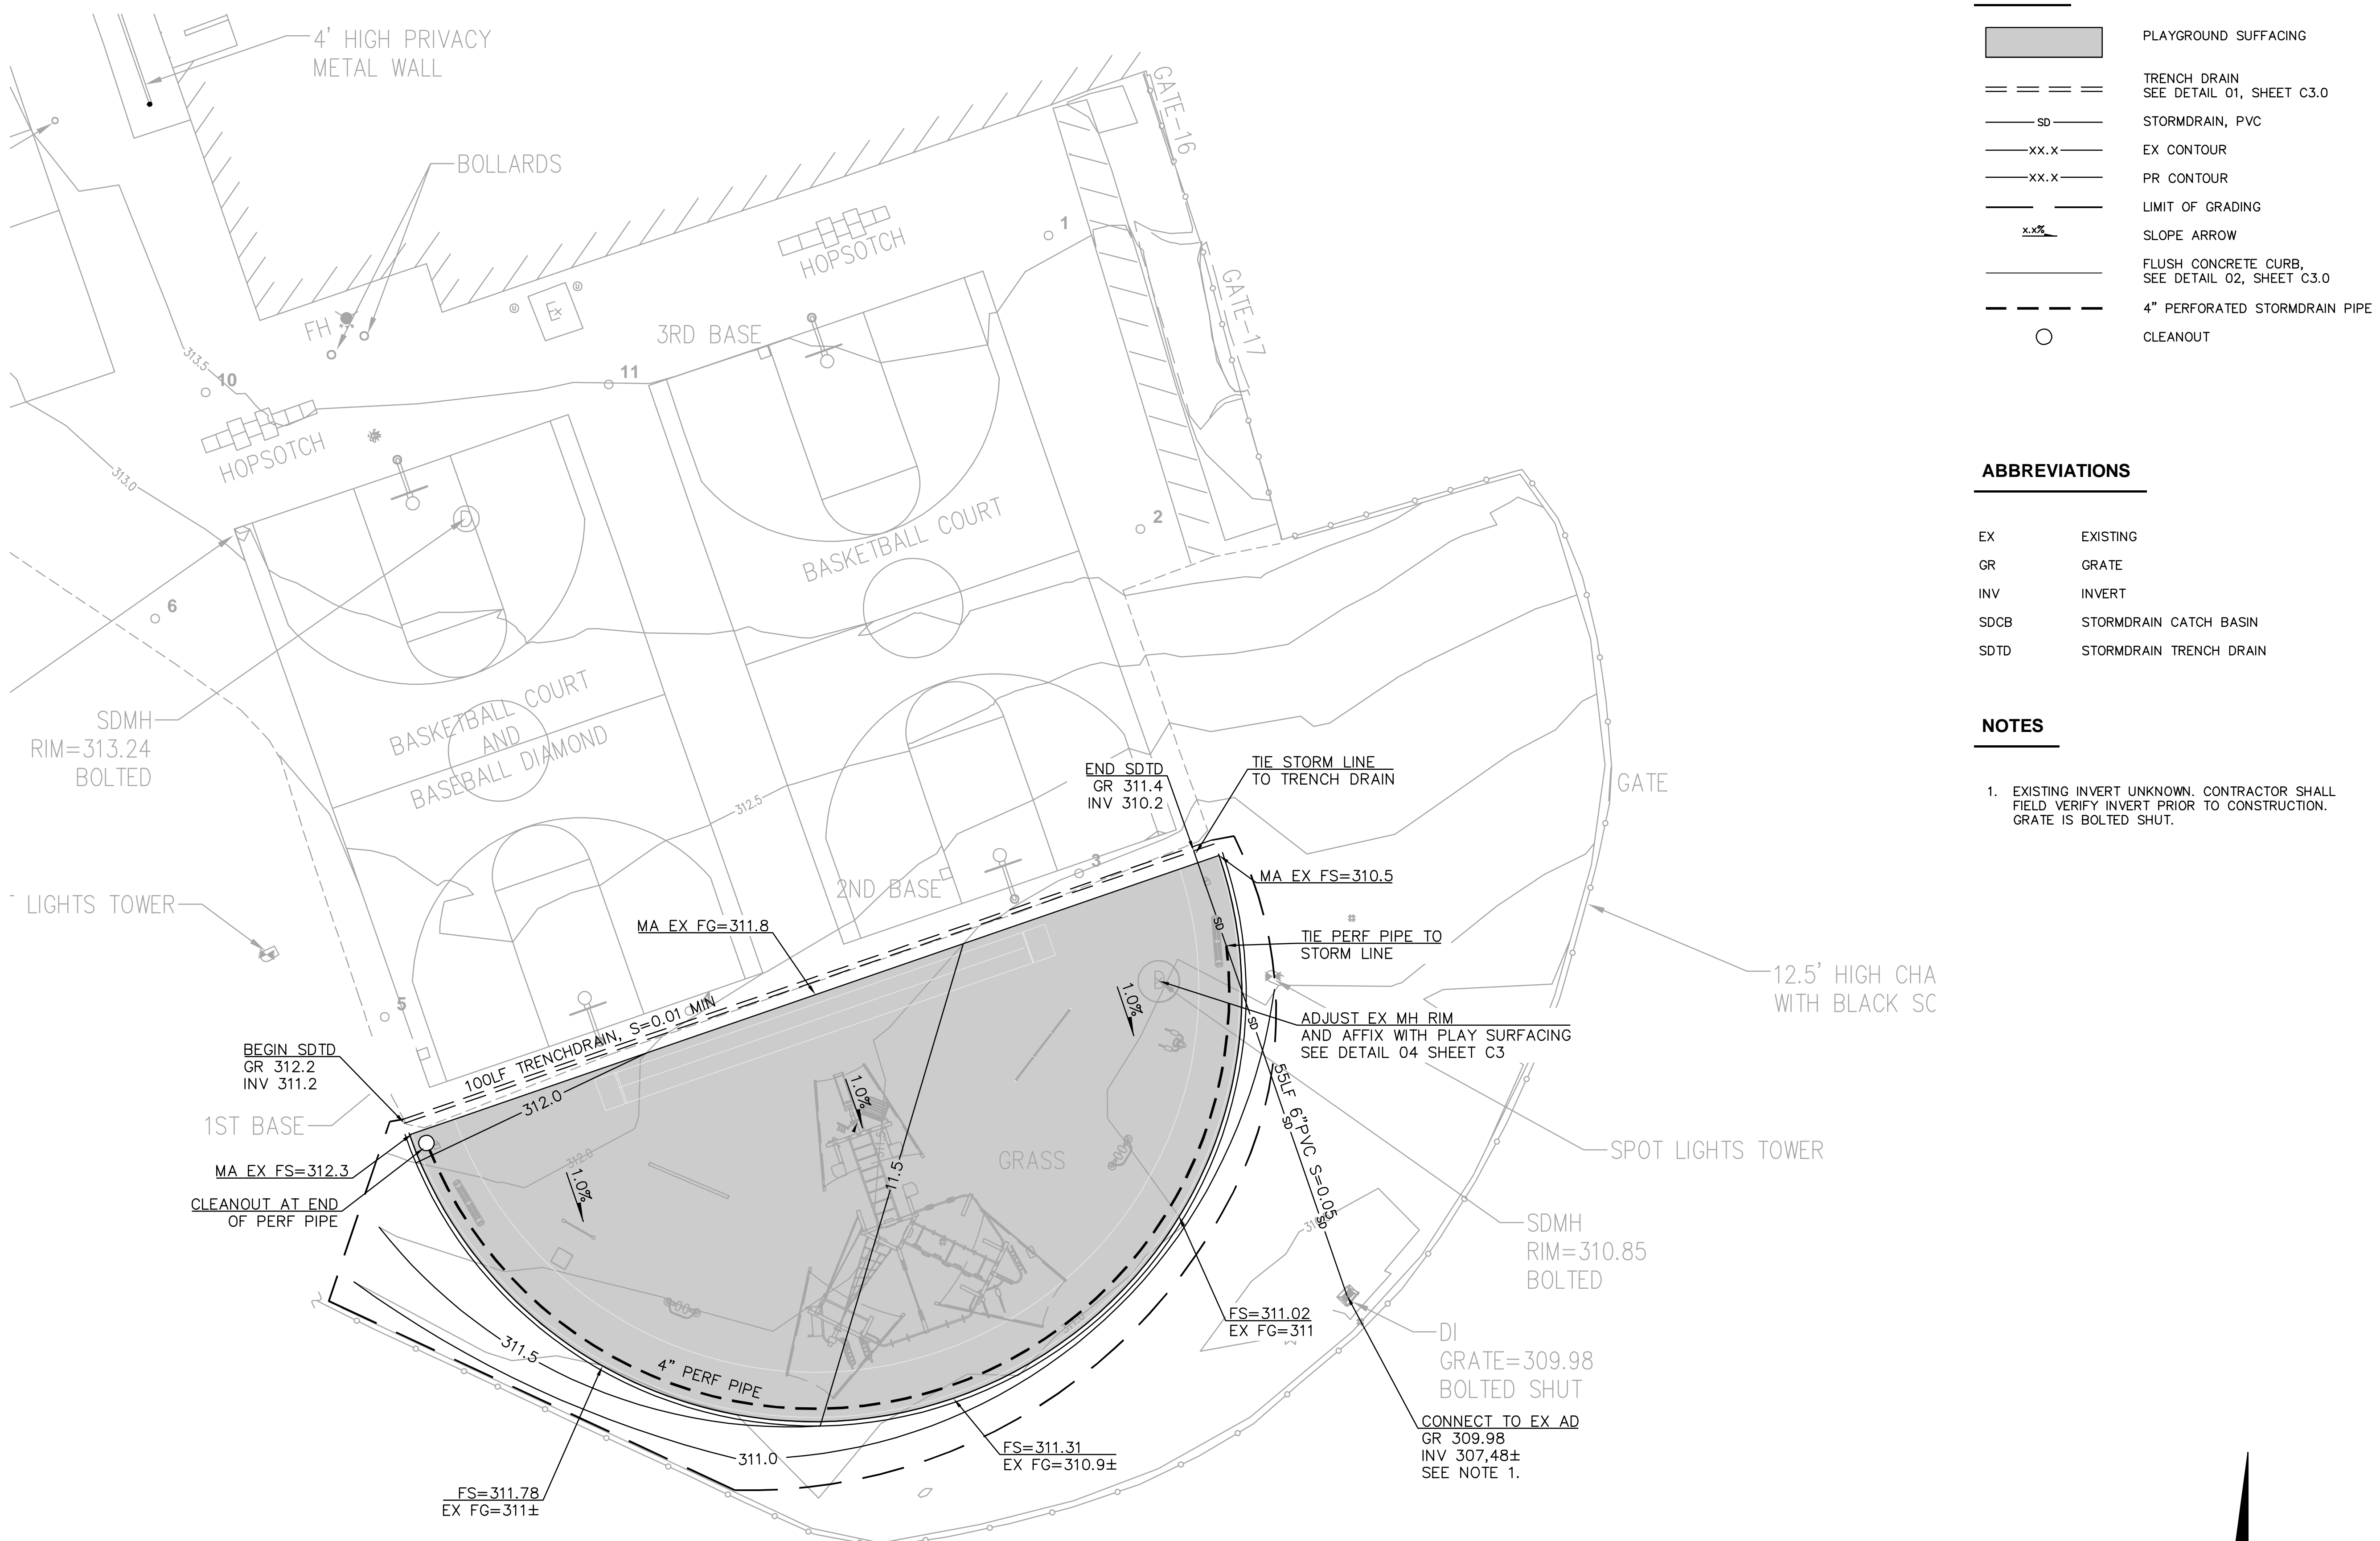 4' HIGH PRIVACY
METAL WALL
BOLLARDS
GATE-16
GATE-17
HOPSOTCH
1
FH
Ex
U
U
3RD BASE
11
10
313.5
HOPSOTCH
313.0
D
BASKETBALL COURT
2
6
SDMH
RIM=313.24
BOLTED
BASKETBALL COURT
AND
BASEBALL DIAMOND
312.5
END SDTD
GR 311.4
INV 310.2
TIE STORM LINE
TO TRENCH DRAIN
GATE
LIGHTS TOWER
2ND BASE
3
MA EX FS=310.5
MA EX FG=311.8
SD
TIE PERF PIPE TO
STORM LINE
12.5' HIGH CHA
WITH BLACK SC
D
1.0%
5
4
100LF TRENCHDRAIN, S=0.01 MIN
SD
ADJUST EX MH RIM
AND AFFIX WITH PLAY SURFACING
SEE DETAIL 04 SHEET C3
BEGIN SDTD
GR 312.2
INV 311.2
1ST BASE
312.0
1.0%
55LF 6"PVC S=0.05
SD
SD
312.0
1.0%
11.5
GRASS
SPOT LIGHTS TOWER
MA EX FS=312.3
CLEANOUT AT END
OF PERF PIPE
SDMH
RIM=310.85
BOLTED
FS=311.02
EX FG=311
311.5
4" PERF PIPE
DI
GRATE=309.98
BOLTED SHUT
CONNECT TO EX AD
GR 309.98
INV 307,48±
SEE NOTE 1.
311.0
FS=311.31
EX FG=310.9±
FS=311.78
EX FG=311±
PLAYGROUND SUFFACING
TRENCH DRAIN
SEE DETAIL 01, SHEET C3.0
SD STORMDRAIN, PVC
XX.X EX CONTOUR
XX.X PR CONTOUR
LIMIT OF GRADING
X.X% SLOPE ARROW
FLUSH CONCRETE CURB,
SEE DETAIL 02, SHEET C3.0
4" PERFORATED STORMDRAIN PIPE
CLEANOUT
ABBREVIATIONS
EX EXISTING
GR GRATE
INV INVERT
SDCB STORMDRAIN CATCH BASIN
SDTD STORMDRAIN TRENCH DRAIN
NOTES
1. EXISTING INVERT UNKNOWN. CONTRACTOR SHALL
FIELD VERIFY INVERT PRIOR TO CONSTRUCTION.
GRATE IS BOLTED SHUT.